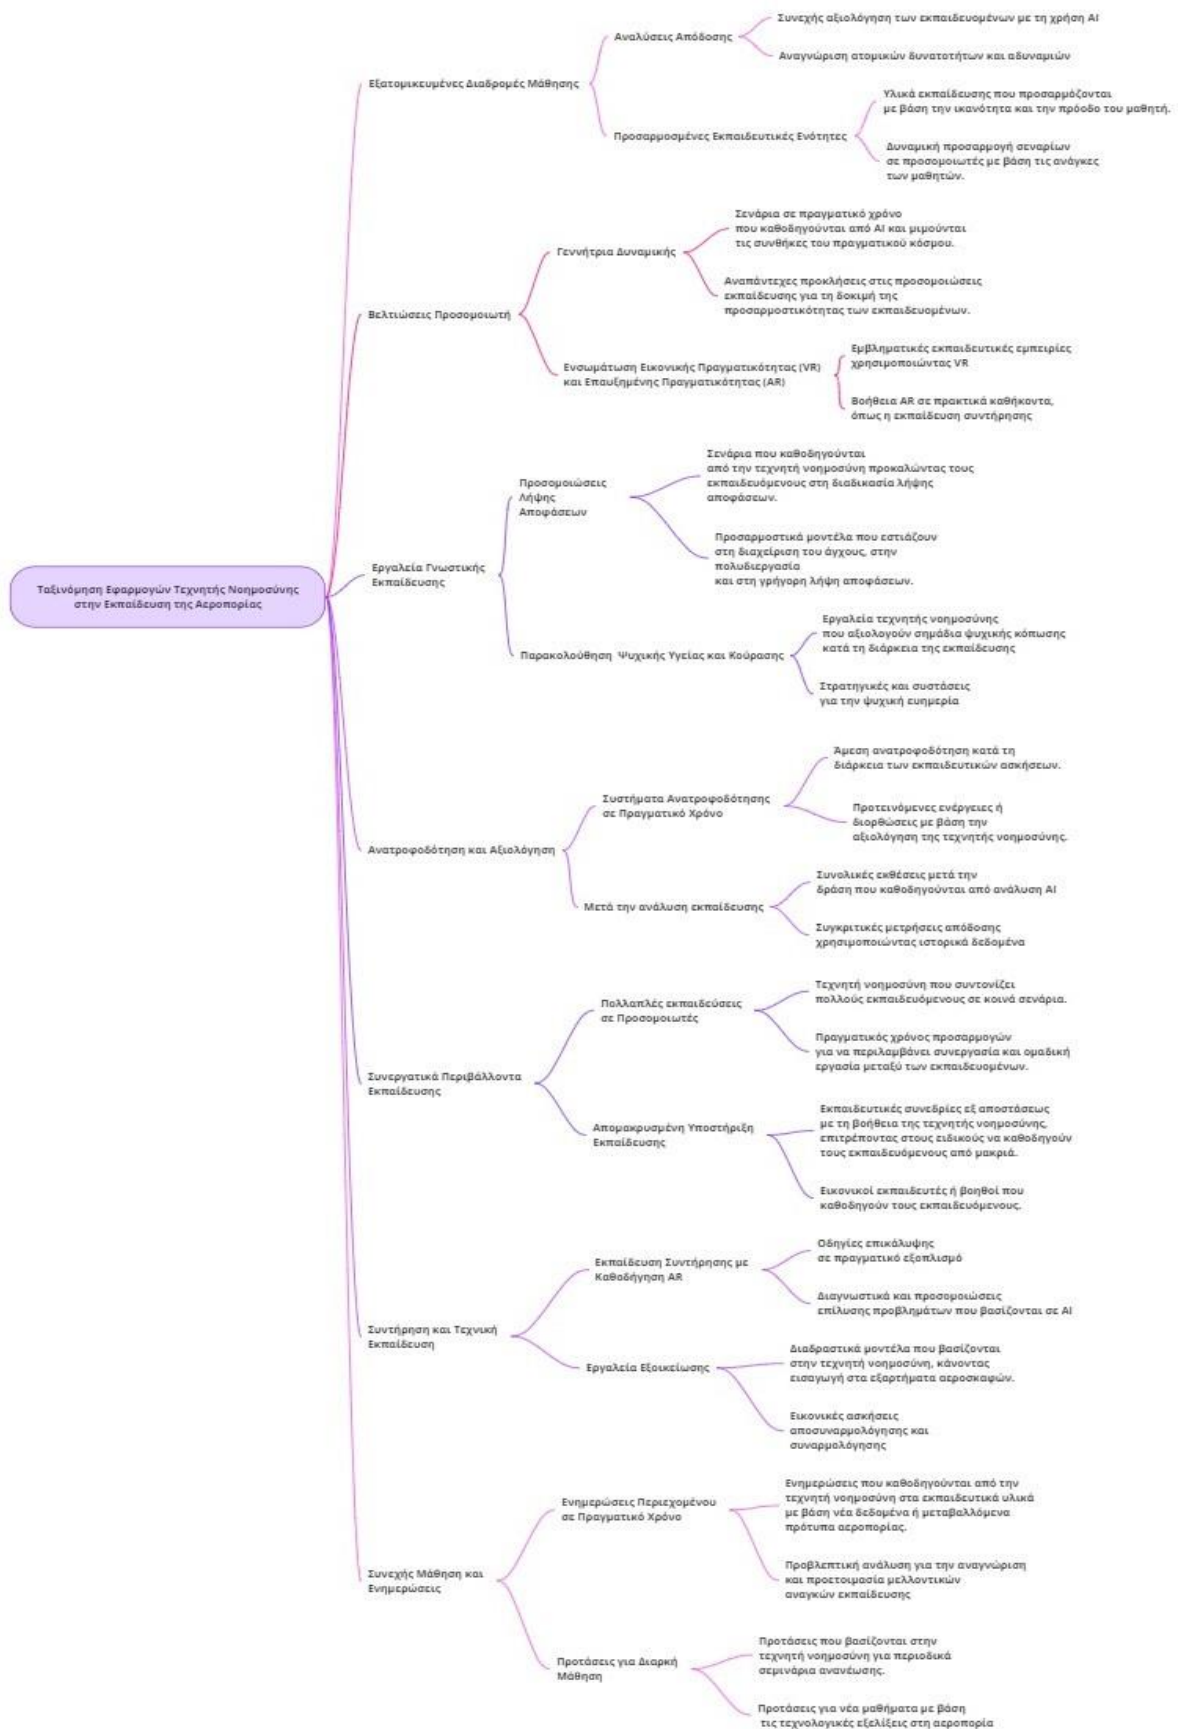 Ταξινόμηση Εφαρμογών Τεχνητής Νοημοσύνης
στην Εκπαίδευση της Αεροπορίας
Εξατομικευμένες Διαδρομές Μάθησης
Αναλύσεις Απόδοσης
Συνεχής αξιολόγηση των εκπαιδευομένων με τη χρήση AI
Αναγνώριση ατομικών δυνατοτήτων και αδυναμιών
Προσαρμοσμένες Εκπαιδευτικές Ενότητες
Υλικά εκπαίδευσης που προσαρμόζονται
με βάση την ικανότητα και την πρόοδο του μαθητή.
Δυναμική προσαρμογή σεναρίων
σε προσομοιωτές με βάση τις ανάγκες
των μαθητών.
Βελτιώσεις Προσομοιωτή
Γεννήτρια Δυναμικής
Σενάρια σε πραγματικό χρόνο
που καθοδηγούνται από AI και μιμούνται
τις συνθήκες του πραγματικού κόσμου.
Αναπάντεχες προκλήσεις στις προσομοιώσεις
εκπαίδευσης για τη δοκιμή της
προσαρμοστικότητας των εκπαιδευομένων.
Ενσωμάτωση Εικονικής Πραγματικότητας (VR)
και Επαυξημένης Πραγματικότητας (AR)
Εμβληματικές εκπαιδευτικές εμπειρίες
χρησιμοποιώντας VR
Βοήθεια AR σε πρακτικά καθήκοντα,
όπως η εκπαίδευση συντήρησης
Εργαλεία Γνωστικής
Εκπαίδευσης
Προσομοιώσεις
Λήψης
Αποφάσεων
Σενάρια που καθοδηγούνται
από την τεχνητή νοημοσύνη προκαλώντας τους
εκπαιδευόμενους στη διαδικασία λήψης
αποφάσεων.
Προσαρμοστικά μοντέλα που εστιάζουν
στη διαχείριση του άγχους, στην
πολυδιεργασία
και στη γρήγορη λήψη αποφάσεων.
Παρακολούθηση Ψυχικής Υγείας και Κούρασης
Εργαλεία τεχνητής νοημοσύνης
που αξιολογούν σημάδια ψυχικής κόπωσης
κατά τη διάρκεια της εκπαίδευσης
Στρατηγικές και συστάσεις
για την ψυχική ευημερία
Ανατροφοδότηση και Αξιολόγηση
Συστήματα Ανατροφοδότησης
σε Πραγματικό Χρόνο
Άμεση ανατροφοδότηση κατά τη
διάρκεια των εκπαιδευτικών ασκήσεων.
Προτεινόμενες ενέργειες ή
διορθώσεις με βάση την
αξιολόγηση της τεχνητής νοημοσύνης.
Μετά την ανάλυση εκπαίδευσης
Συνολικές εκθέσεις μετά την
δράση που καθοδηγούνται από ανάλυση AI
Συγκριτικές μετρήσεις απόδοσης
χρησιμοποιώντας ιστορικά δεδομένα
Συνεργατικά Περιβάλλοντα
Εκπαίδευσης
Πολλαπλές εκπαιδεύσεις
σε Προσομοιωτές
Τεχνητή νοημοσύνη που συντονίζει
πολλούς εκπαιδευόμενους σε κοινά σενάρια.
Πραγματικός χρόνος προσαρμογών
για να περιλαμβάνει συνεργασία και ομαδική
εργασία μεταξύ των εκπαιδευομένων.
Απομακρυσμένη Υποστήριξη
Εκπαίδευσης
Εκπαιδευτικές συνεδρίες εξ αποστάσεως
με τη βοήθεια της τεχνητής νοημοσύνης,
επιτρέποντας στους ειδικούς να καθοδηγούν
τους εκπαιδευόμενους από μακριά.
Εικονικοί εκπαιδευτές ή βοηθοί που
καθοδηγούν τους εκπαιδευόμενους.
Συντήρηση και Τεχνική
Εκπαίδευση
Εκπαίδευση Συντήρησης με
Καθοδήγηση AR
Οδηγίες επικάλυψης
σε πραγματικό εξοπλισμό
Διαγνωστικά και προσομοιώσεις
επίλυσης προβλημάτων που βασίζονται σε AI
Εργαλεία Εξοικείωσης
Διαδραστικά μοντέλα που βασίζονται
στην τεχνητή νοημοσύνη, κάνοντας
εισαγωγή στα εξαρτήματα αεροσκαφών.
Εικονικές ασκήσεις
αποσυναρμολόγησης και
συναρμολόγησης
Συνεχής Μάθηση και
Ενημερώσεις
Ενημερώσεις Περιεχομένου
σε Πραγματικό Χρόνο
Ενημερώσεις που καθοδηγούνται από την
τεχνητή νοημοσύνη στα εκπαιδευτικά υλικά
με βάση νέα δεδομένα ή μεταβαλλόμενα
πρότυπα αεροπορίας.
Προβλεπτική ανάλυση για την αναγνώριση
και προετοιμασία μελλοντικών
αναγκών εκπαίδευσης
Προτάσεις για Διαρκή
Μάθηση
Προτάσεις που βασίζονται στην
τεχνητή νοημοσύνη για περιοδικά
σεμινάρια ανανέωσης.
Προτάσεις για νέα μαθήματα με βάση
τις τεχνολογικές εξελίξεις στη αεροπορία